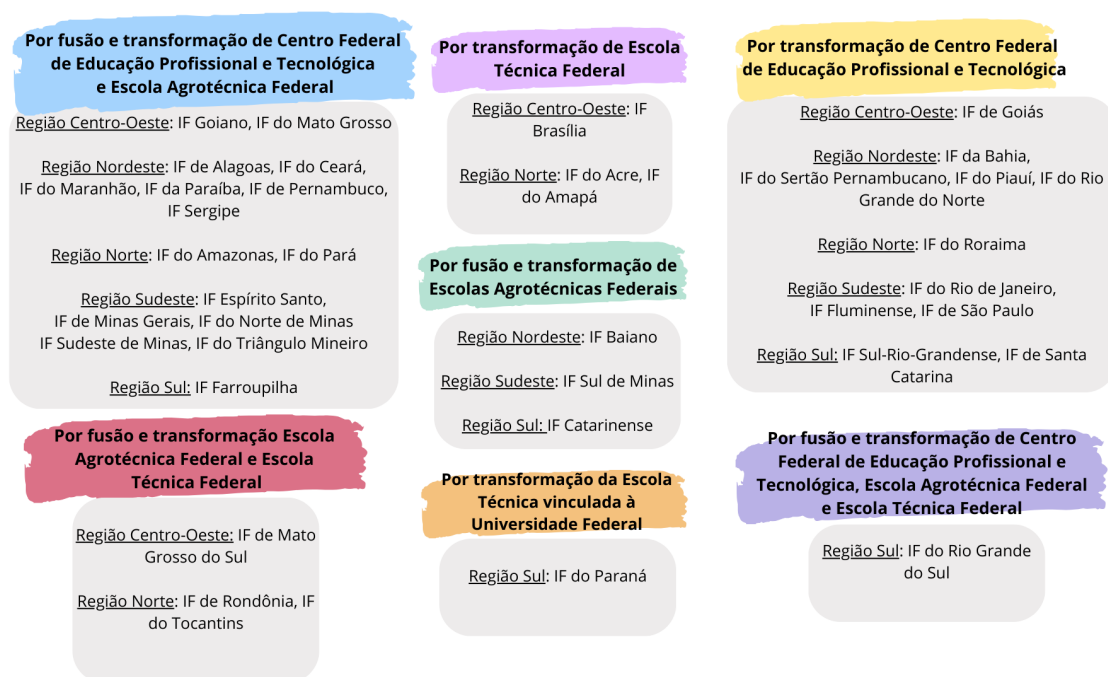 Por fusão e transformação de Centro Federal
de Educação Profissional e Tecnológica
e Escola Agrotécnica Federal
Região Centro-Oeste: IF Goiano, IF do Mato Grosso
Região Nordeste: IF de Alagoas, IF do Ceará,
IF do Maranhão, IF da Paraíba, IF de Pernambuco,
IF Sergipe
Região Norte: IF do Amazonas, IF do Pará
Região Sudeste: IF Espírito Santo,
IF de Minas Gerais, IF do Norte de Minas
IF Sudeste de Minas, IF do Triângulo Mineiro
Região Sul: IF Farroupilha
Por fusão e transformação Escola
Agrotécnica Federal e Escola
Técnica Federal
Região Centro-Oeste: IF de Mato
Grosso do Sul
Região Norte: IF de Rondônia, IF
do Tocantins
Por transformação de Escola
Técnica Federal
Região Centro-Oeste: IF
Brasília
Região Norte: IF do Acre, IF
do Amapá
Por fusão e transformação de
Escolas Agrotécnicas Federais
Região Nordeste: IF Baiano
Região Sudeste: IF Sul de Minas
Região Sul: IF Catarinense
Por transformação da Escola
Técnica vinculada à
Universidade Federal
Região Sul: IF do Paraná
Por transformação de Centro Federal
de Educação Profissional e Tecnológica
Região Centro-Oeste: IF de Goiás
Região Nordeste: IF da Bahia,
IF do Sertão Pernambucano, IF do Piauí, IF do Rio
Grande do Norte
Região Norte: IF do Roraima
Região Sudeste: IF do Rio de Janeiro,
IF Fluminense, IF de São Paulo
Região Sul: IF Sul-Rio-Grandense, IF de Santa
Catarina
Por fusão e transformação de Centro
Federal de Educação Profissional e
Tecnológica, Escola Agrotécnica Federal
e Escola Técnica Federal
Região Sul: IF do Rio Grande
do Sul